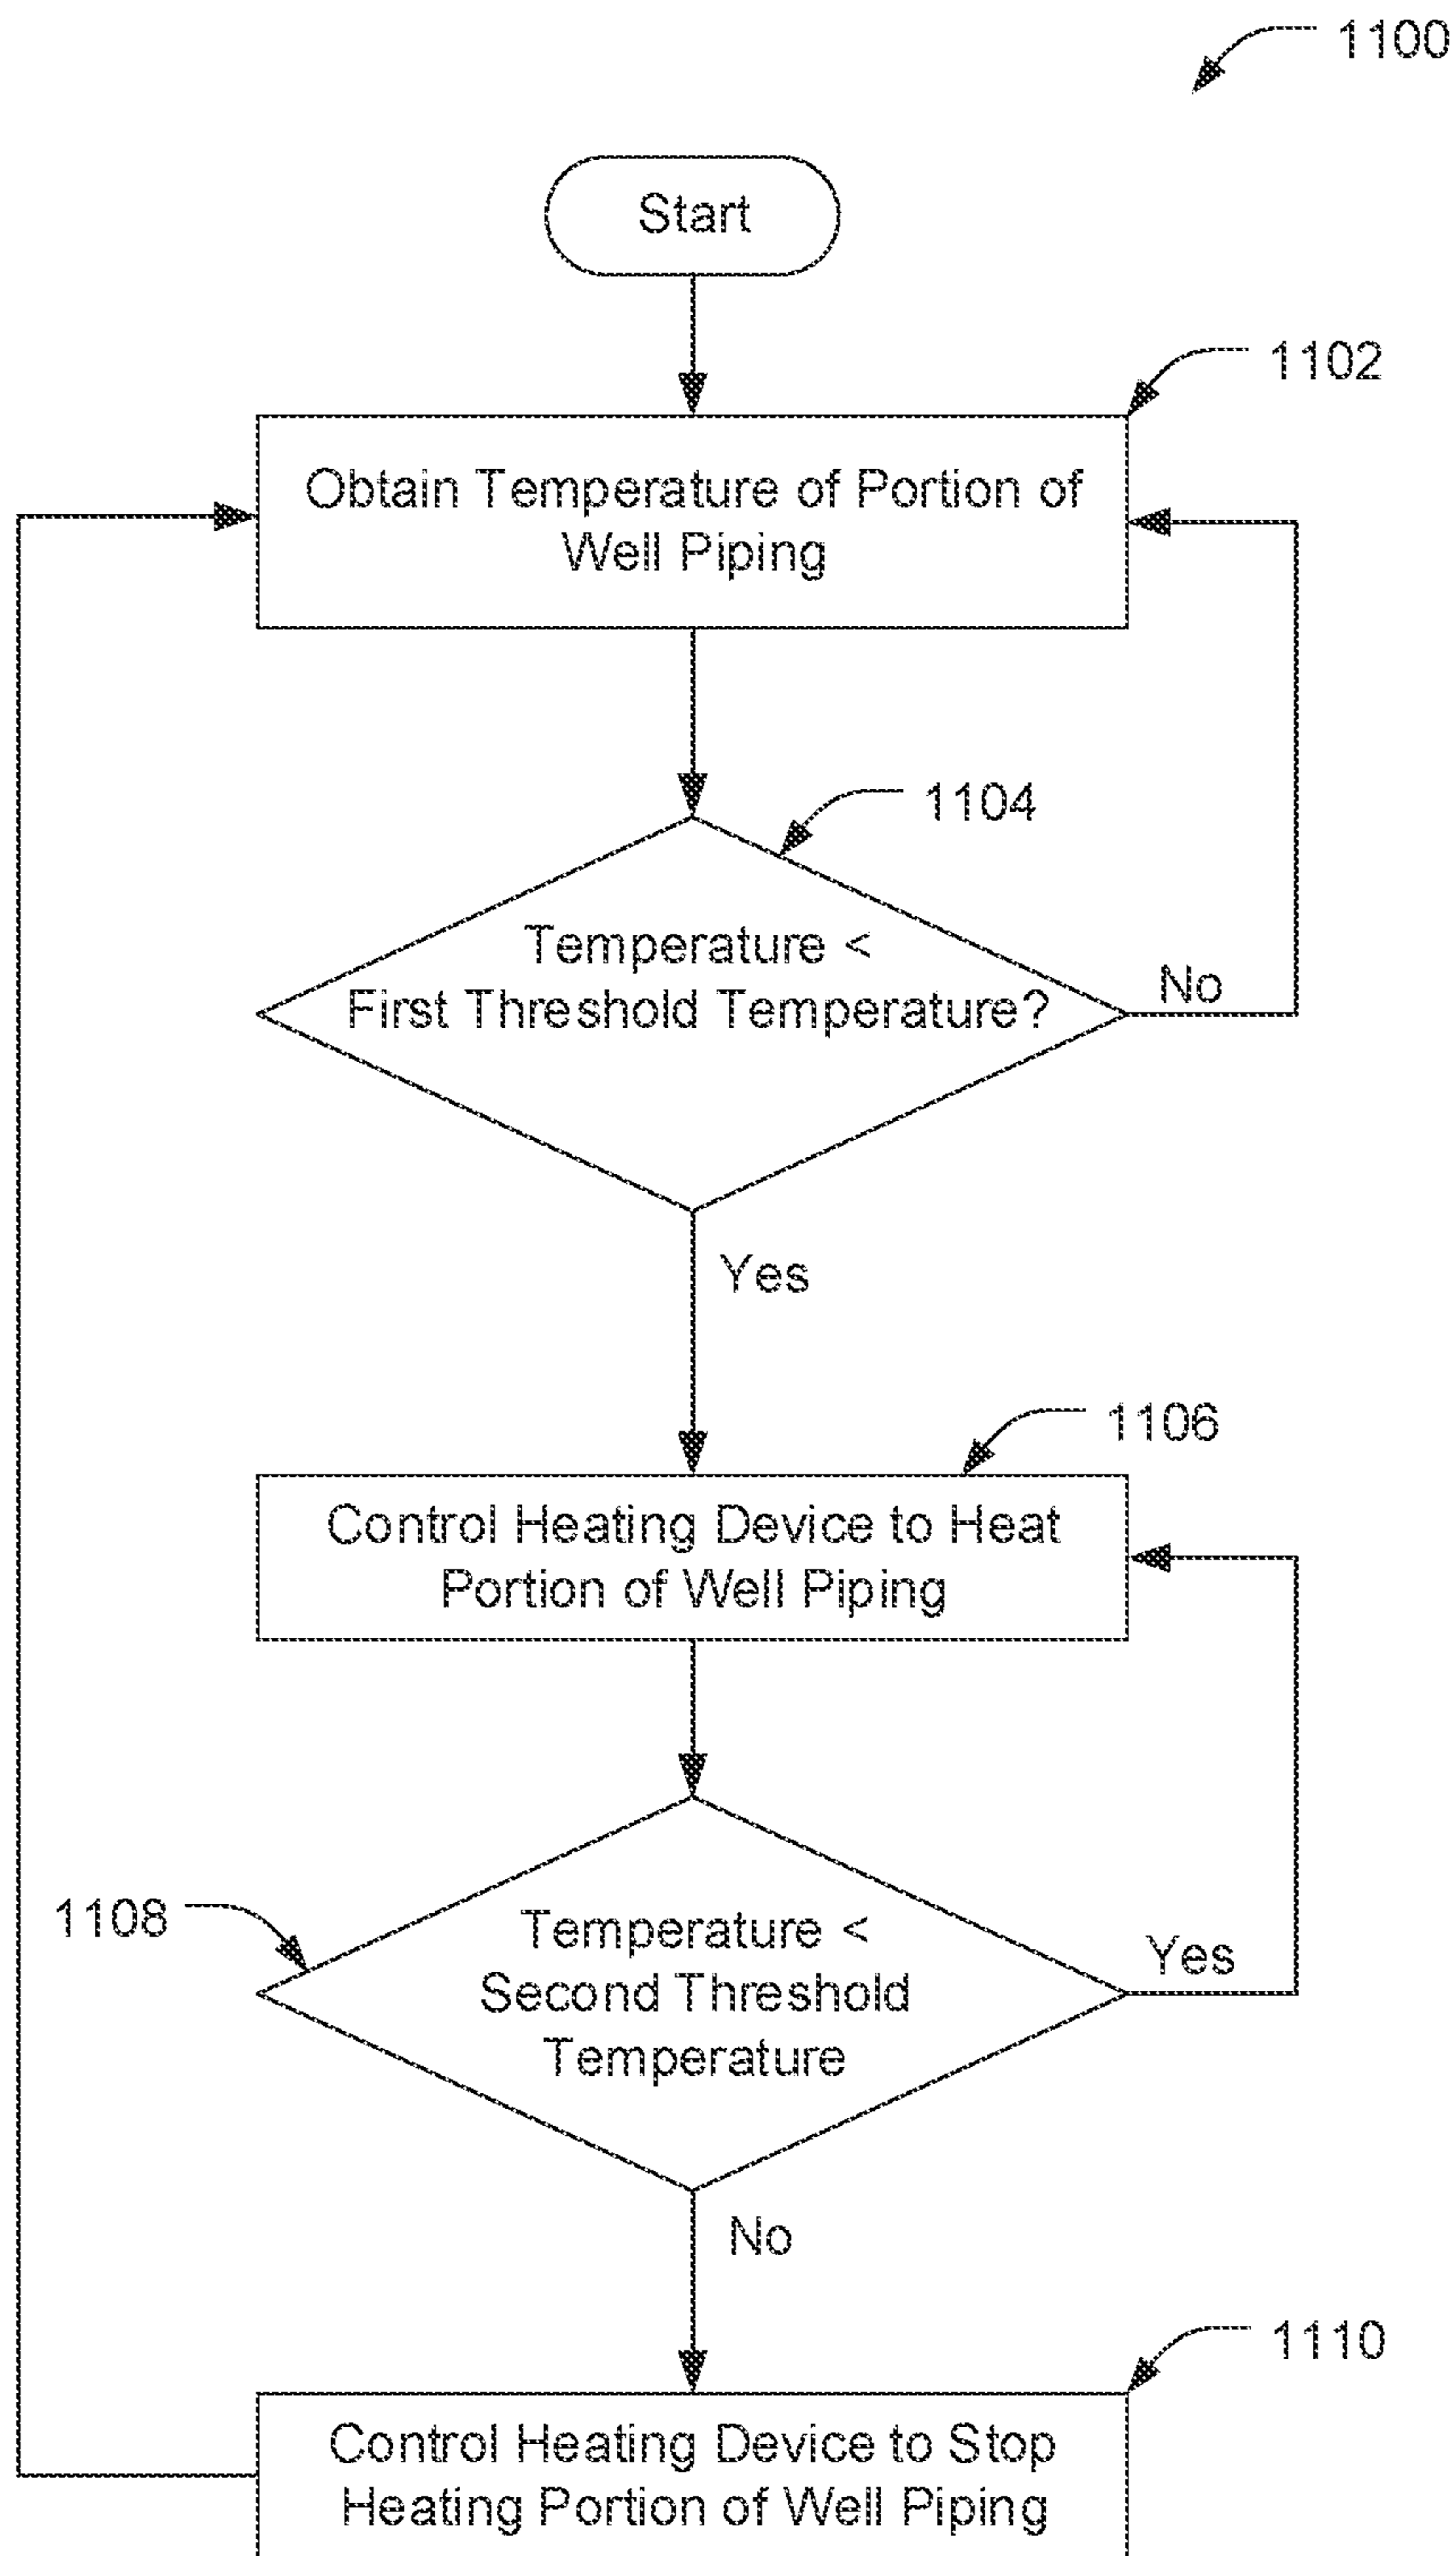 1100
Start
1102
Obtain Temperature of Portion of
Well Piping
1104
Temperature <
First Threshold Temperature?
No
Yes
1106
Control Heating Device to Heat
Portion of Well Piping
1108
Temperature <
Second Threshold
Temperature
Yes
No
1110
Control Heating Device to Stop
Heating Portion of Well Piping